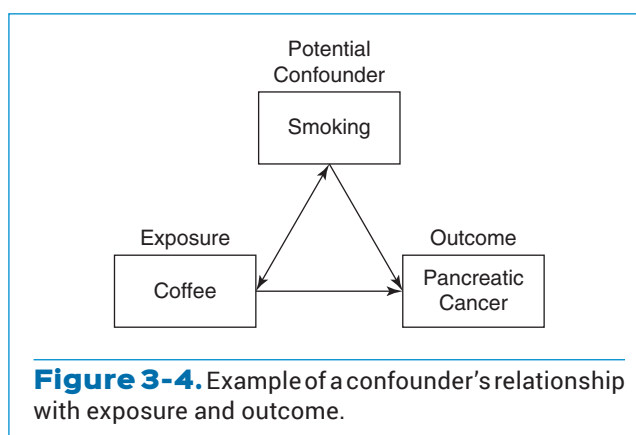 Potential
Confounder
Smoking
Exposure
Outcome
Coffee
Pancreatic
Cancer
Figure 3-4. Example of a confounder's relationship
with exposure and outcome.